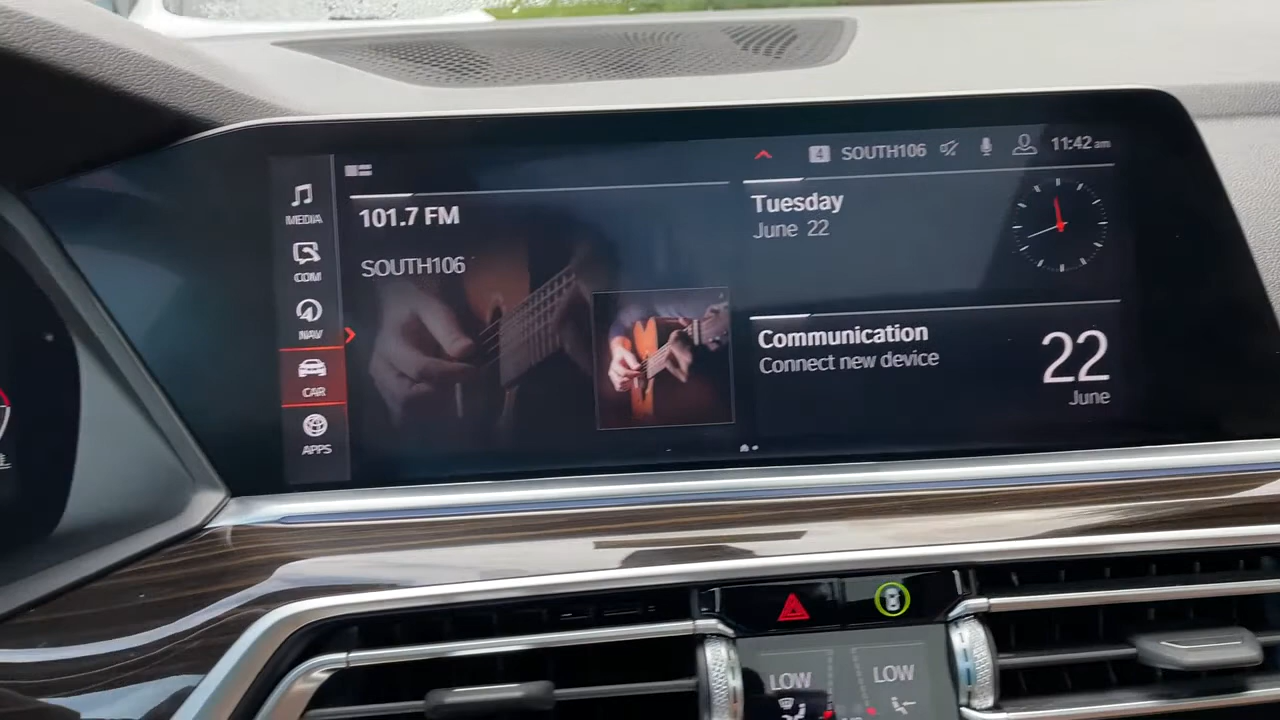 4 SOUTH106 11:42 am
MEDIA
COM
NAV
CAR
APPS
101.7 FM
SOUTH106
Tuesday
June 22
Communication
Connect new device
22
June
LOW
LOW